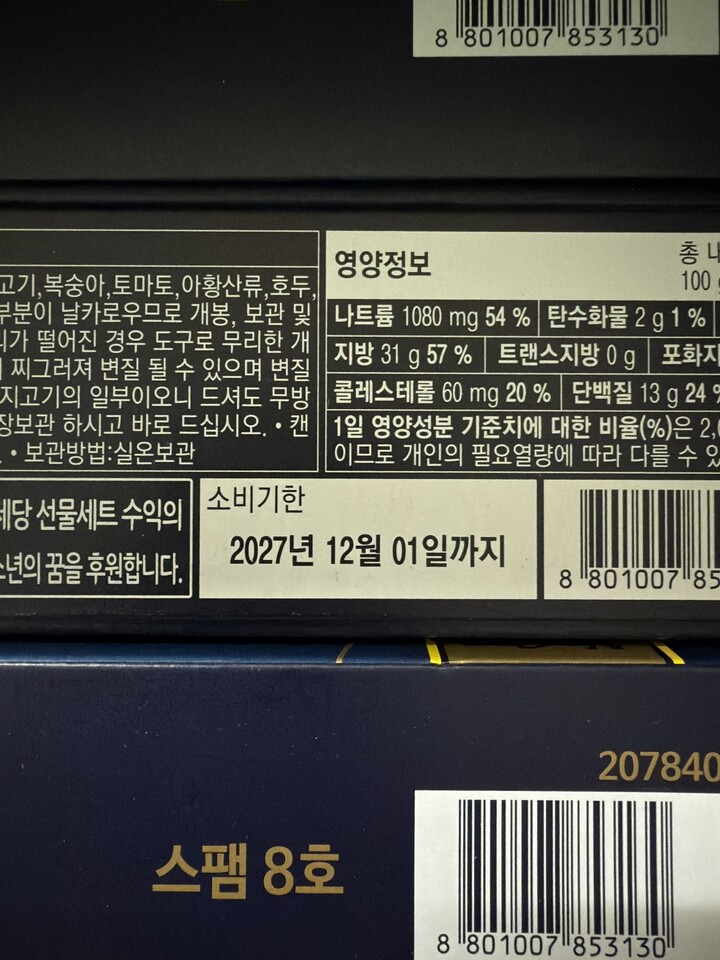 8 801007 853130
고기,복숭아,토마토,아황산류,호두,
부분이 날카로우므로 개봉, 보관 및
가 떨어진 경우 도구로 무리한 개
찌그러져 변질 될 수 있으며 변질
지고기의 일부이오니 드셔도 무방
장보관 하시고 바로 드십시오. • 캔
• 보관방법:실온보관
영양정보
총 내
100 g
나트륨 1080 mg 54 % 탄수화물 2 g 1 %
지방 31 g 57 % 트랜스지방 0 g 포화지
콜레스테롤 60 mg 20 % 단백질 13 g 24 %
1일 영양성분 기준치에 대한 비율(%)은 2,0
이므로 개인의 필요열량에 따라 다를 수 있
당 선물세트 수익의
소년의 꿈을 후원합니다.
소비기한
2027년 12월 01일까지
8 801007 85
207840
스팸 8호
8 801007 853130